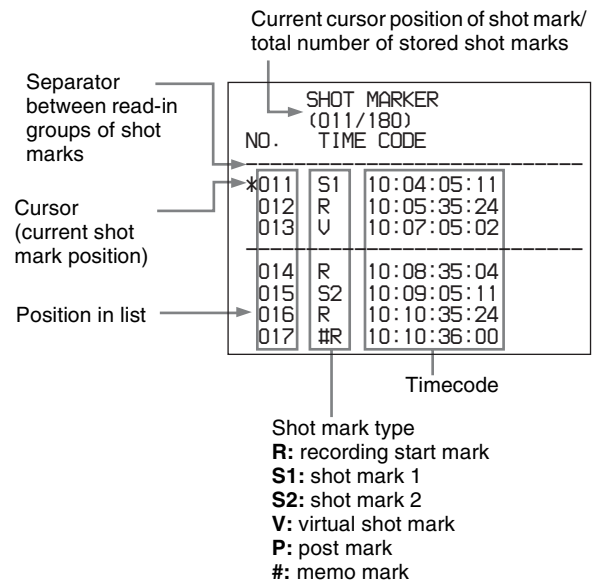 Current cursor position of shot mark/
total number of stored shot marks
Separator
between read-in
groups of shot
marks
SHOT MARKER
(011/180)
NO. TIME CODE
*011 S1 10:04:05:11
012 R 10:05:35:24
013 V 10:07:05:02
Cursor
(current shot
mark position)
014 R 10:08:35:04
015 S2 10:09:05:11
016 R 10:10:35:24
017 #R 10:10:36:00
Position in list
Timecode
Shot mark type
R: recording start mark
S1: shot mark 1
S2: shot mark 2
V: virtual shot mark
P: post mark
#: memo mark